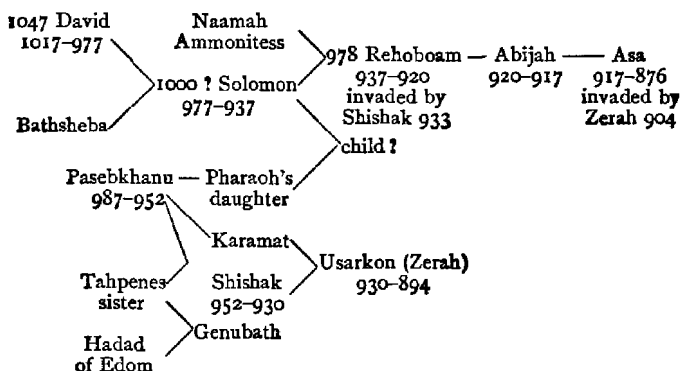 1047 David
1017–977
Naamah
Ammonitess
978 Rehoboam — Abijah — Asa
937–920 920–917 917–876
invaded by invaded by
Shishak 933 Zerah 904
1000 ? Solomon
977–937
Bathsheba
child ?
Pasebkhanu — Pharaoh's
987–952 daughter
Karamat
Usarkon (Zerah)
930–894
Tahpenes Shishak
sister 952–930
Genubath
Hadad
of Edom